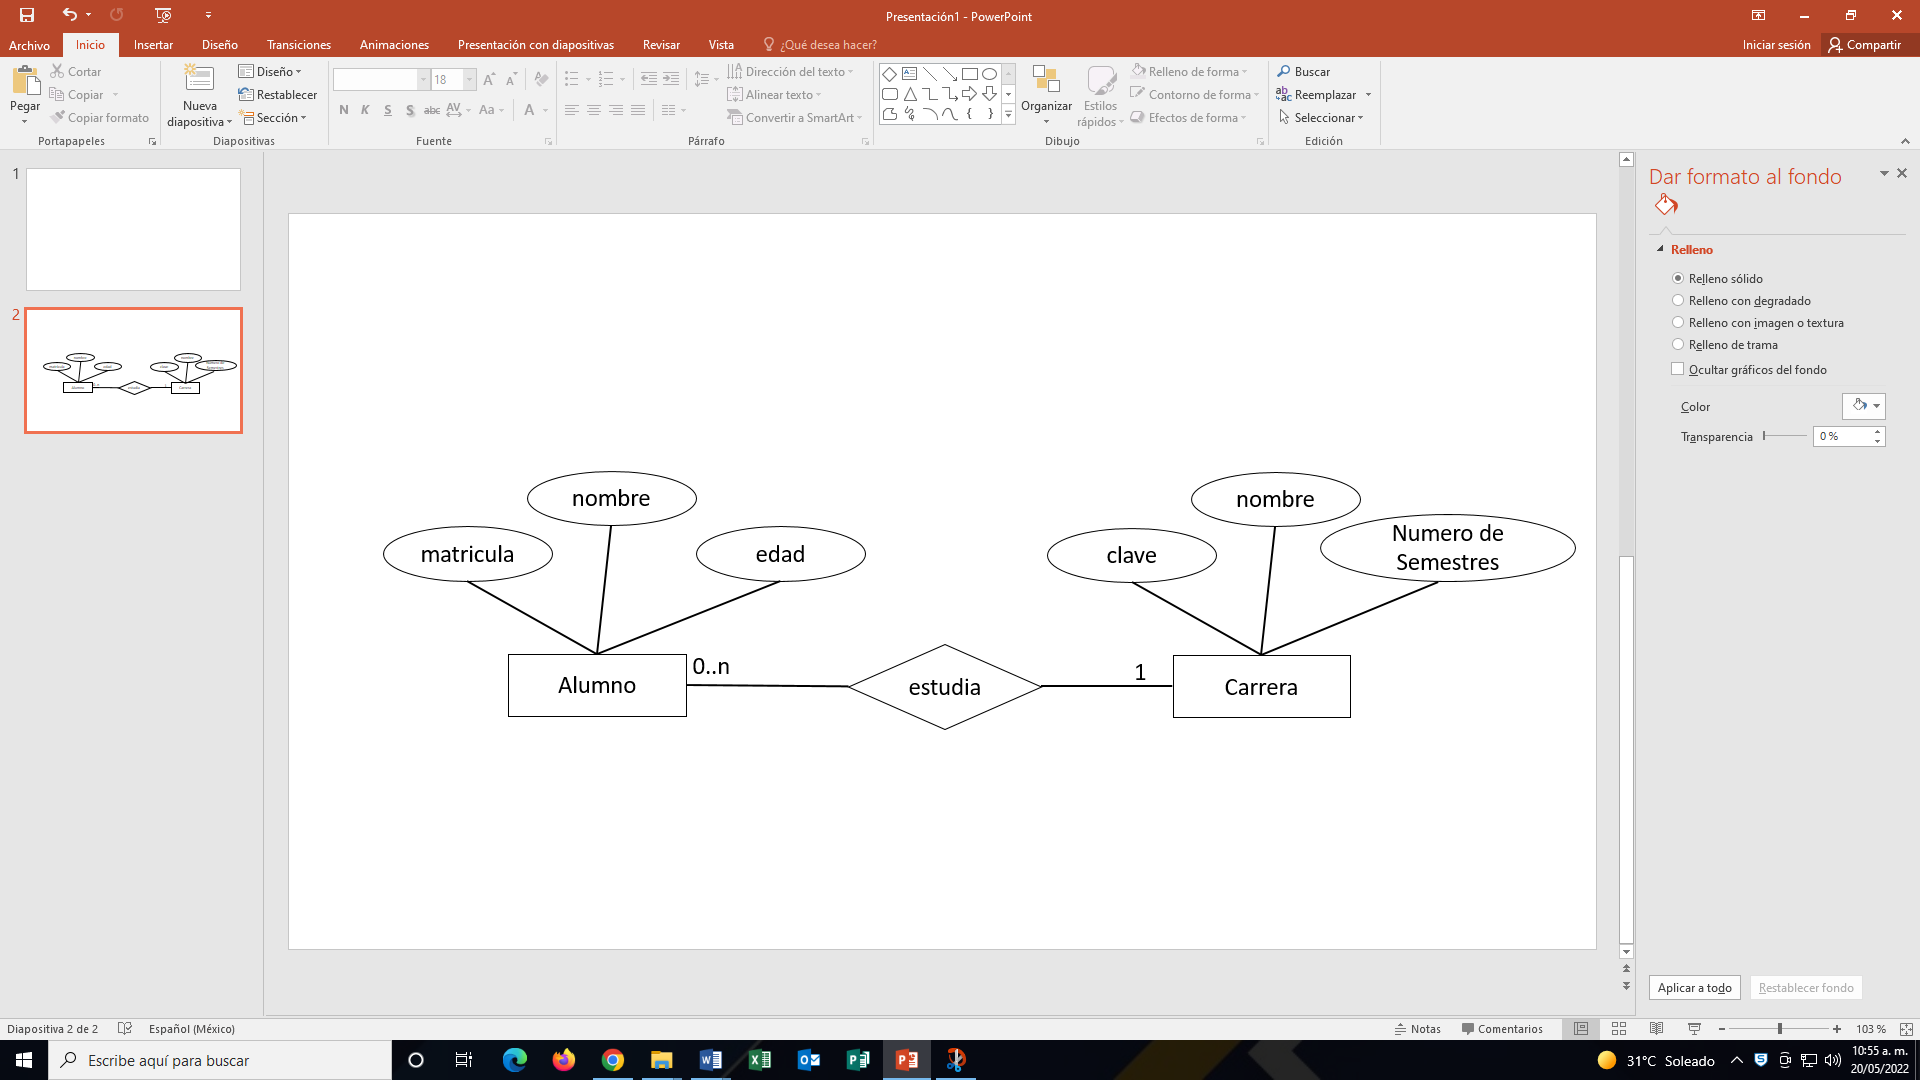 Presentación1 - PowerPoint
Archivo Inicio Insertar Diseño Transiciones Animaciones Presentación con diapositivas Revisar Vista ¿Qué desea hacer? Iniciar sesión Compartir
Pegar
Cortar
Copiar
Copiar formato
Portapapeles
Nueva diapositiva
Diseño
Restablecer
Sección
Diapositivas
18
N K S S abc AV Aa A
Fuente
Dirección del texto
Alinear texto
Convertir a SmartArt
Párrafo
Organizar
Estilos rápidos
Relleno de forma
Contorno de forma
Efectos de forma
Dibujo
Buscar
Reemplazar
Seleccionar
Edición
1
2
nombre
matricula
edad
Alumno
0..n
estudia
1
nombre
clave
Numero de
Semestres
Carrera
Dar formato al fondo
Relleno
Relleno sólido
Relleno con degradado
Relleno con imagen o textura
Relleno de trama
Ocultar gráficos del fondo
Color
Transparencia 0 %
Aplicar a todo Restablecer fondo
Diapositiva 2 de 2 Español (México) Notas Comentarios 103 %
Escribe aquí para buscar
31°C Soleado
10:55 a. m.
20/05/2022